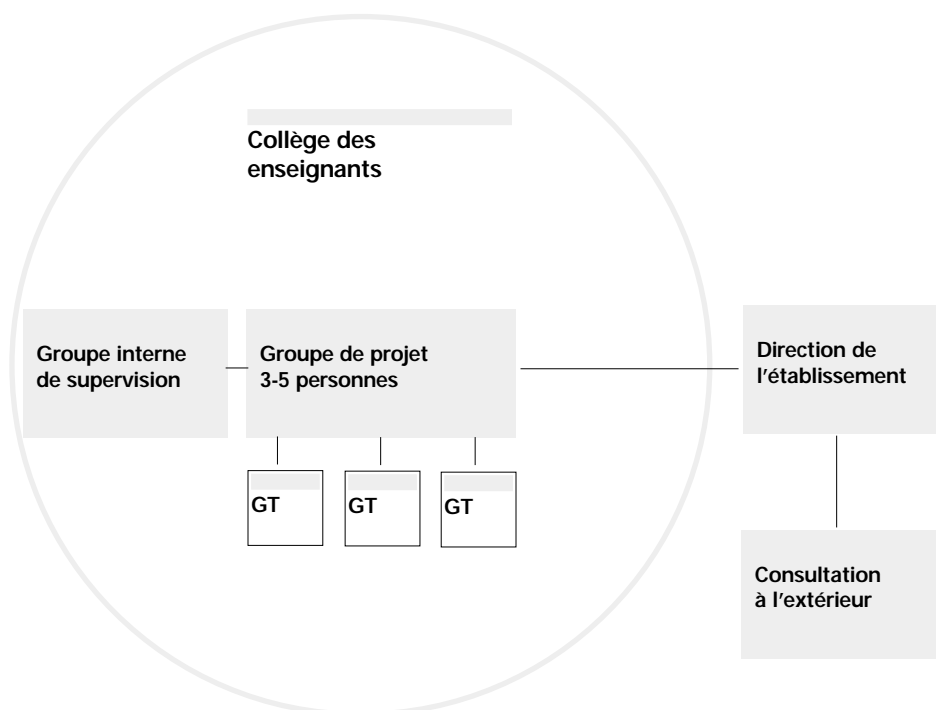 Collège des
enseignants
Groupe interne
de supervision
Groupe de projet
3-5 personnes
Direction de
l'établissement
GT
GT
GT
Consultation
à l'extérieur